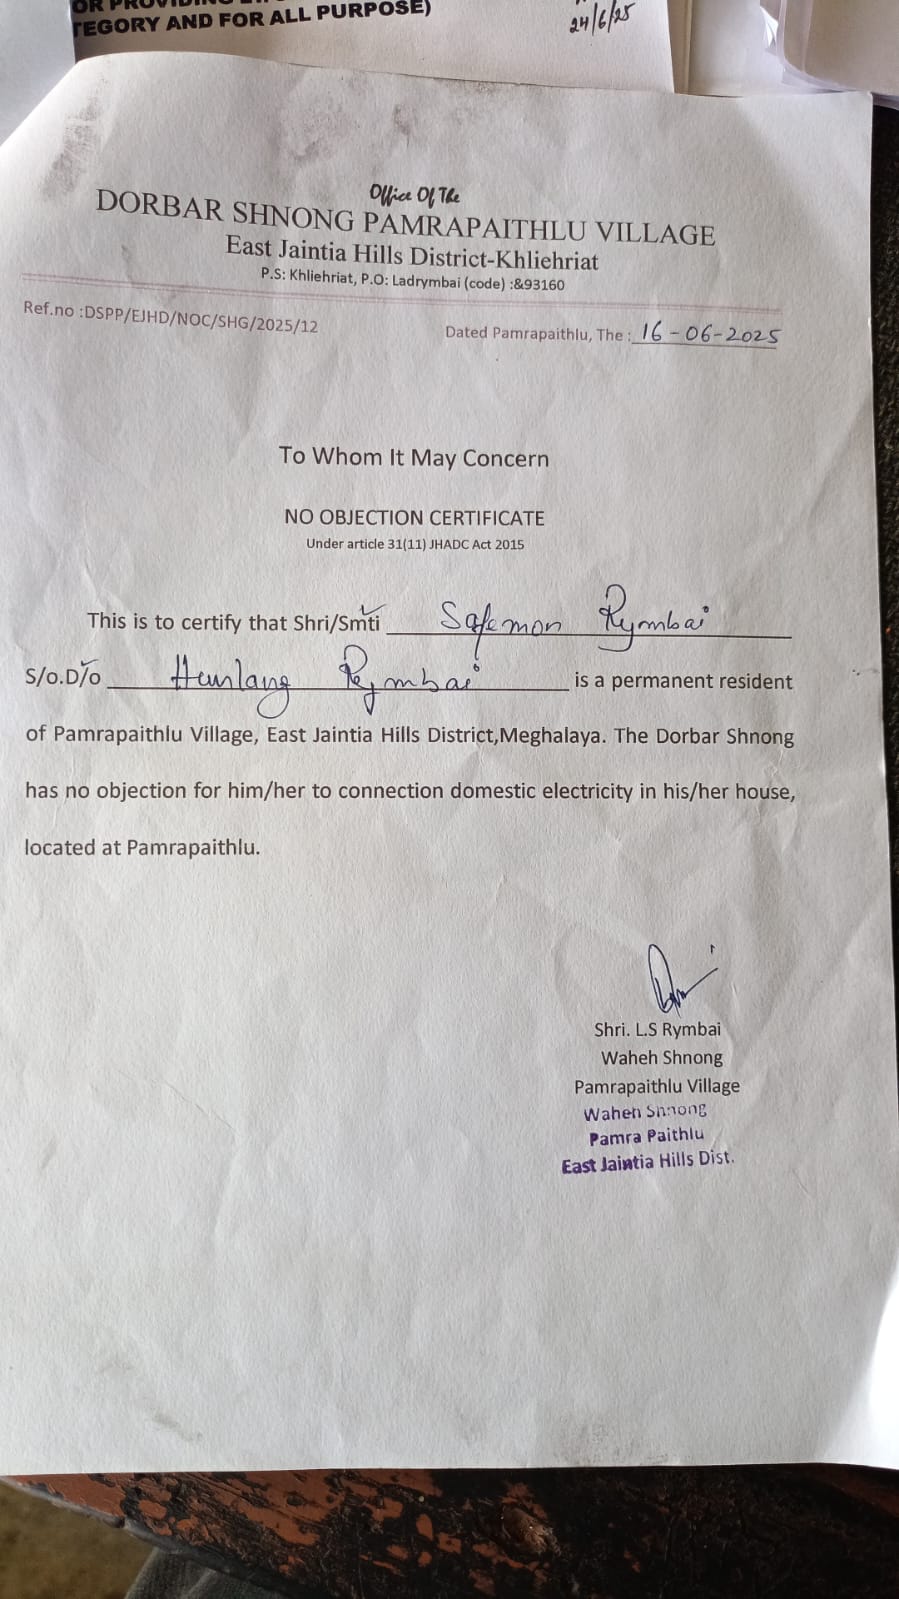 OR PROVIDING
TEGORY AND FOR ALL PURPOSE)
24/6/25
Office Of The
DORBAR SHNONG PAMRAPAITHLU VILLAGE
East Jaintia Hills District-Khliehriat
P.S: Khliehriat, P.O: Ladrymbai (code) :&93160
Ref.no :DSPP/EJHD/NOC/SHG/2025/12
Dated Pamrapaithlu, The : 16-06-2025
To Whom It May Concern
NO OBJECTION CERTIFICATE
Under article 31(11) JHADC Act 2015
This is to certify that Shri/Smti Rymbai
S/o.D/o Rymbai is a permanent resident
of Pamrapaithlu Village, East Jaintia Hills District,Meghalaya. The Dorbar Shnong
has no objection for him/her to connection domestic electricity in his/her house,
located at Pamrapaithlu.
Shri. L.S Rymbai
Waheh Shnong
Pamrapaithlu Village
Waheh Shnong
Pamra Paithlu
East Jaintia Hills Dist.